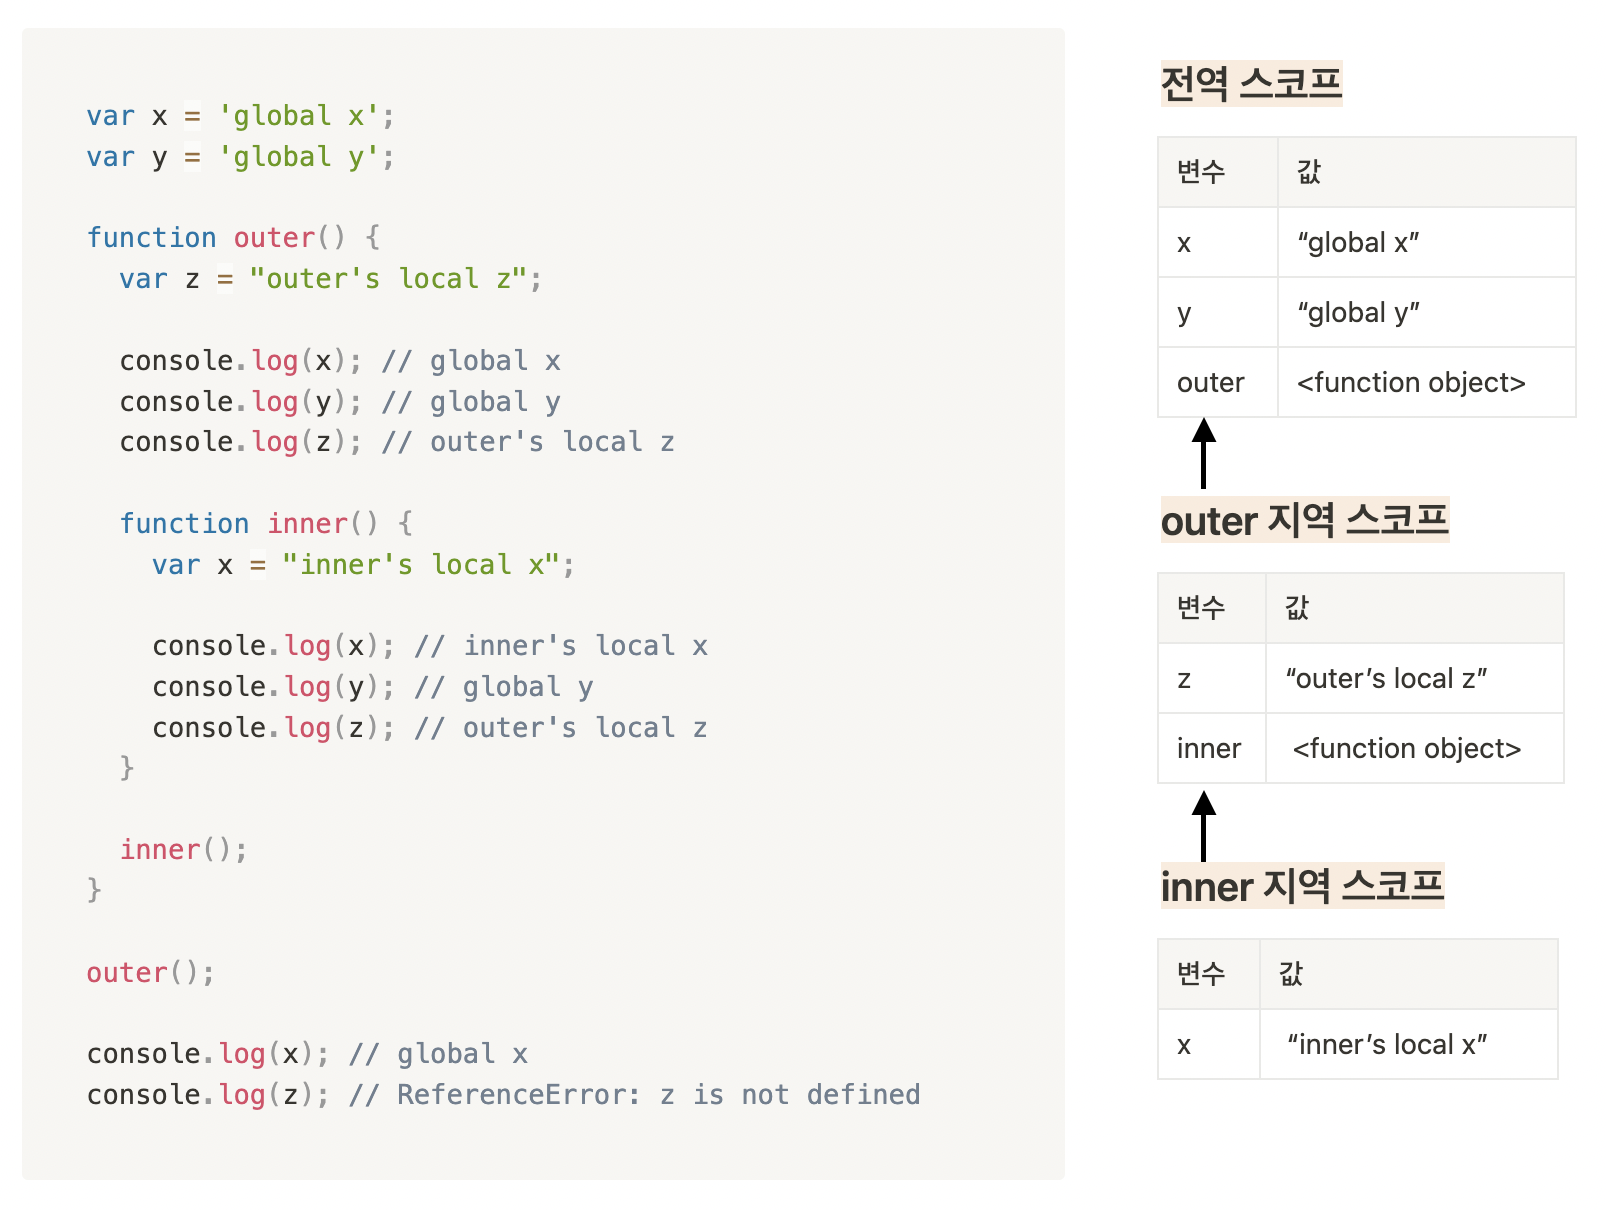 var x = 'global x';
var y = 'global y';
function outer() {
var z = "outer's local z";
console.log(x); // global x
console.log(y); // global y
console.log(z); // outer's local z
function inner() {
var x = "inner's local x";
console.log(x); // inner's local x
console.log(y); // global y
console.log(z); // outer's local z
}
inner();
}
outer();
console.log(x); // global x
console.log(z); // ReferenceError: z is not defined
전역 스코프
변수 값
x “global x”
y “global y”
outer <function object>
outer 지역 스코프
변수 값
z “outer’s local z”
inner <function object>
inner 지역 스코프
변수 값
x “inner’s local x”